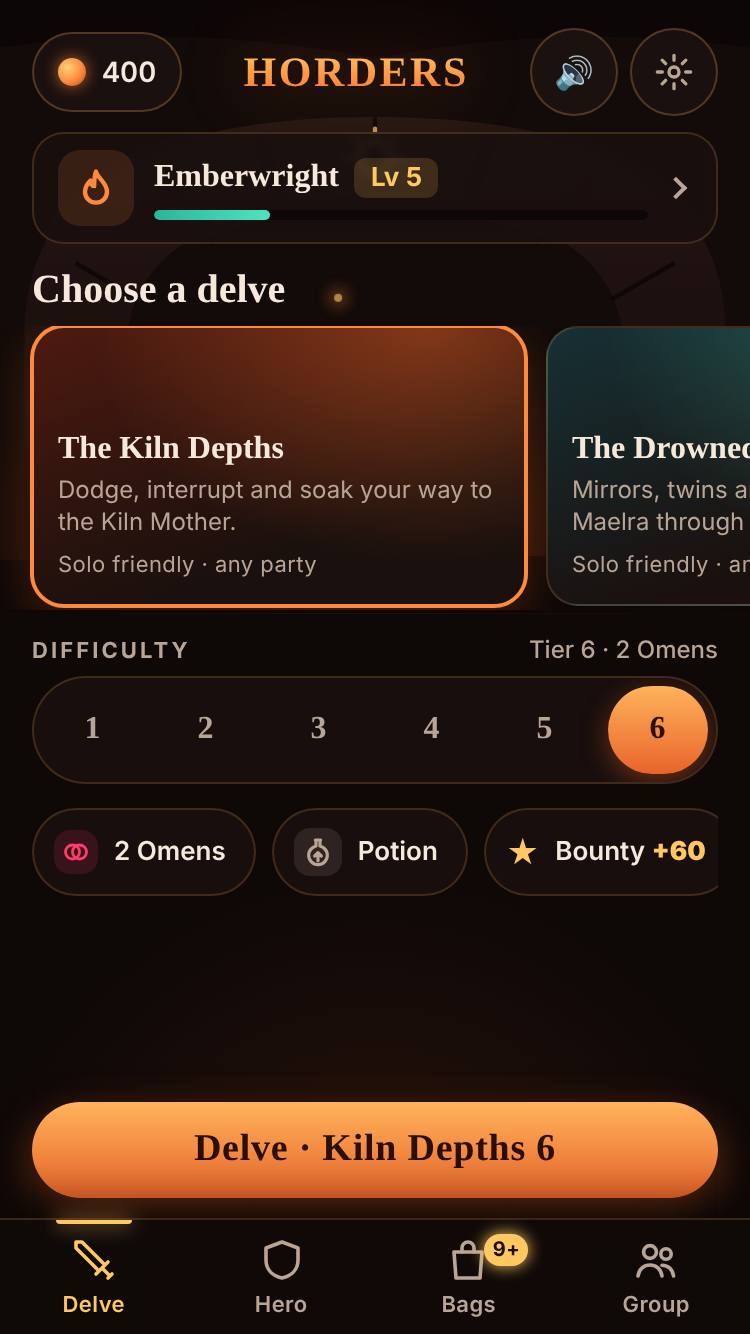 400
HORDERS
Emberwright Lv 5
Choose a delve
The Kiln Depths
Dodge, interrupt and soak your way to
the Kiln Mother.
Solo friendly · any party
The Drowned
Mirrors, twins
Maelra through
Solo friendly ·
DIFFICULTY
Tier 6 · 2 Omens
1 2 3 4 5 6
2 Omens
Potion
Bounty +60
Delve · Kiln Depths 6
9+
Delve
Hero
Bags
Group